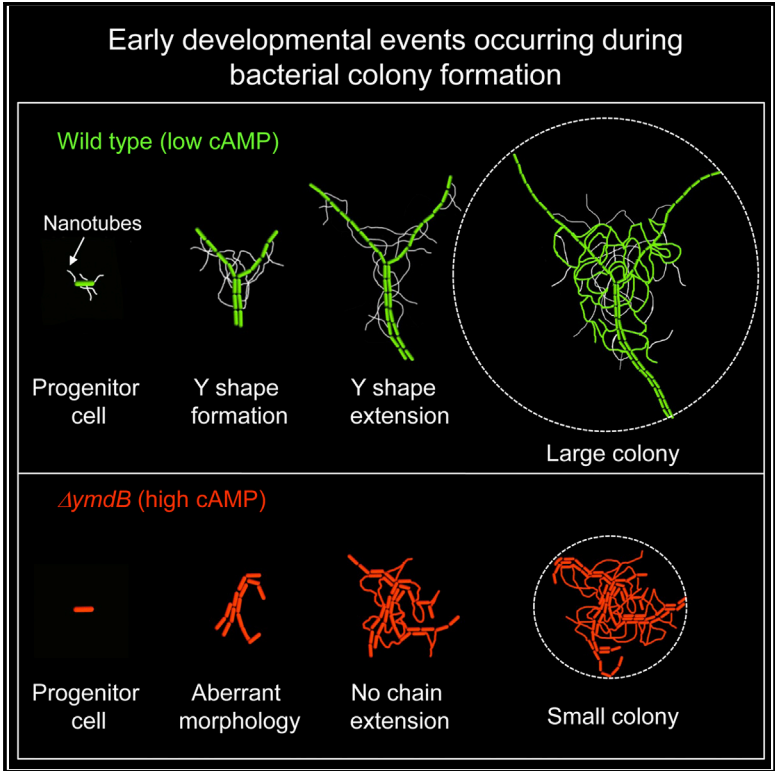 Early developmental events occurring during
bacterial colony formation
Wild type (low cAMP)
Nanotubes
Progenitor
cell
Y shape
formation
Y shape
extension
Large colony
ΔymdB (high cAMP)
Progenitor
cell
Aberrant
morphology
No chain
extension
Small colony